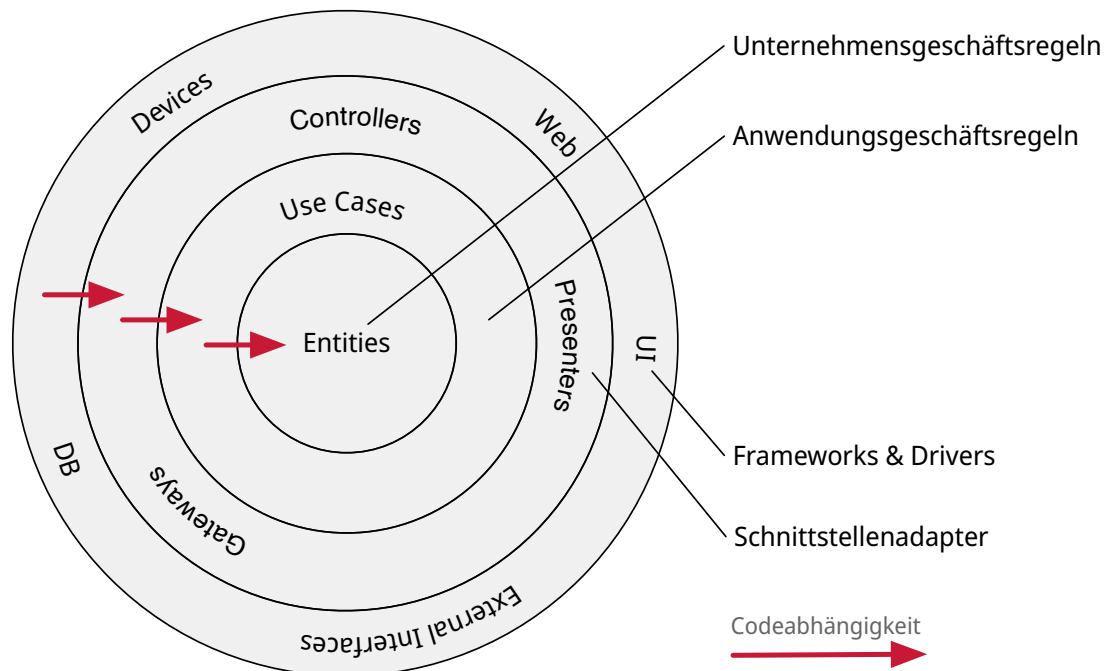 Unternehmensgeschäftsregeln
Devices
Web
Controllers
Anwendungsgeschäftsregeln
Use Cases
Entities
Presenters
UI
DB
Frameworks & Drivers
Gateways
Schnittstellenadapter
External Interfaces
Codeabhängigkeit